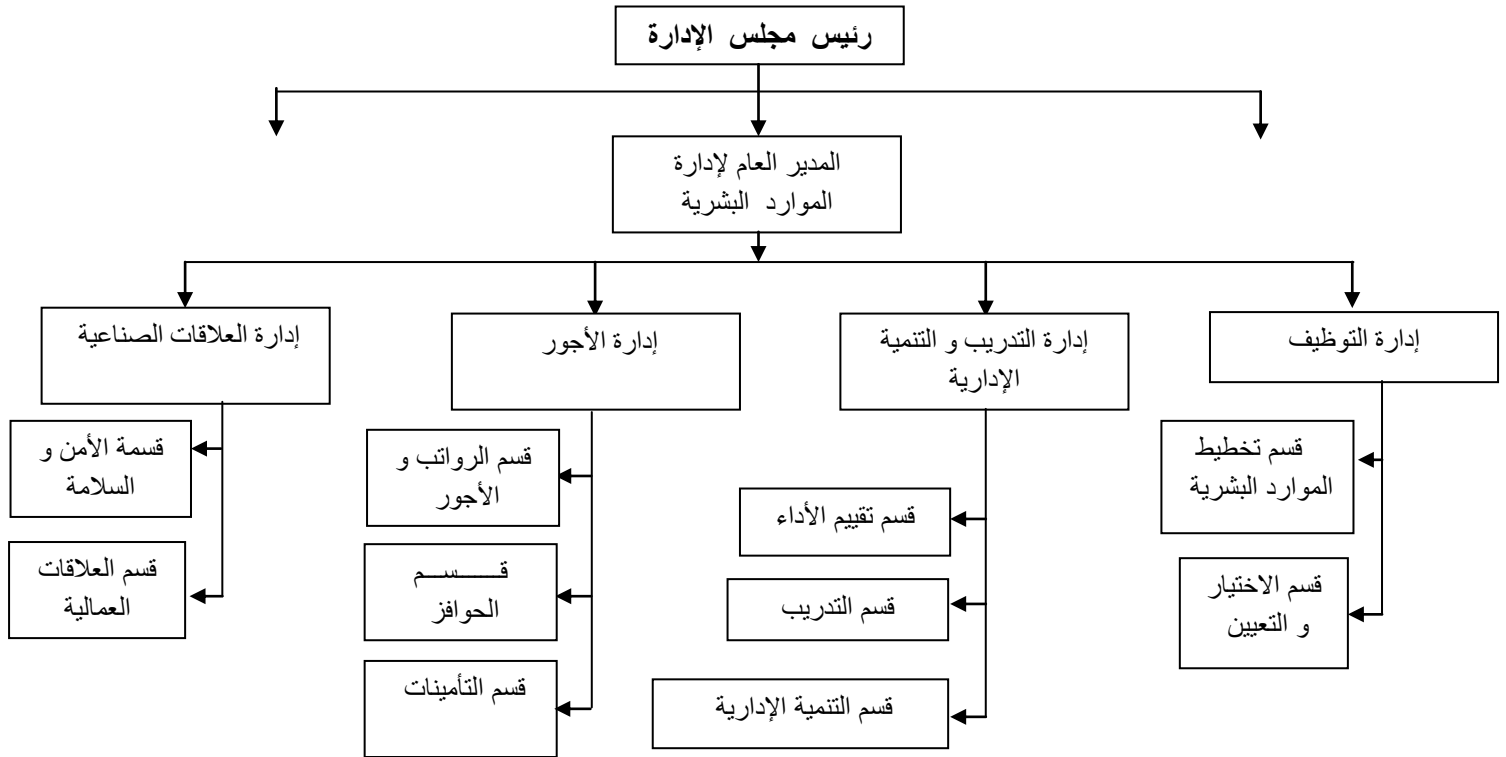 رئيس مجلس الإدارة
المدير العام لإدارة
الموارد البشرية
إدارة التوظيف
إدارة التدريب و التنمية
الإدارية
إدارة الأجور
إدارة العلاقات الصناعية
قسم تخطيط
الموارد البشرية
قسم الاختيار
و التعيين
قسم تقييم الأداء
قسم التدريب
قسم التنمية الإدارية
قسم الرواتب و
الأجور
قـــــســـم
الحوافز
قسم التأمينات
قسمة الأمن و
السلامة
قسم العلاقات
العمالية